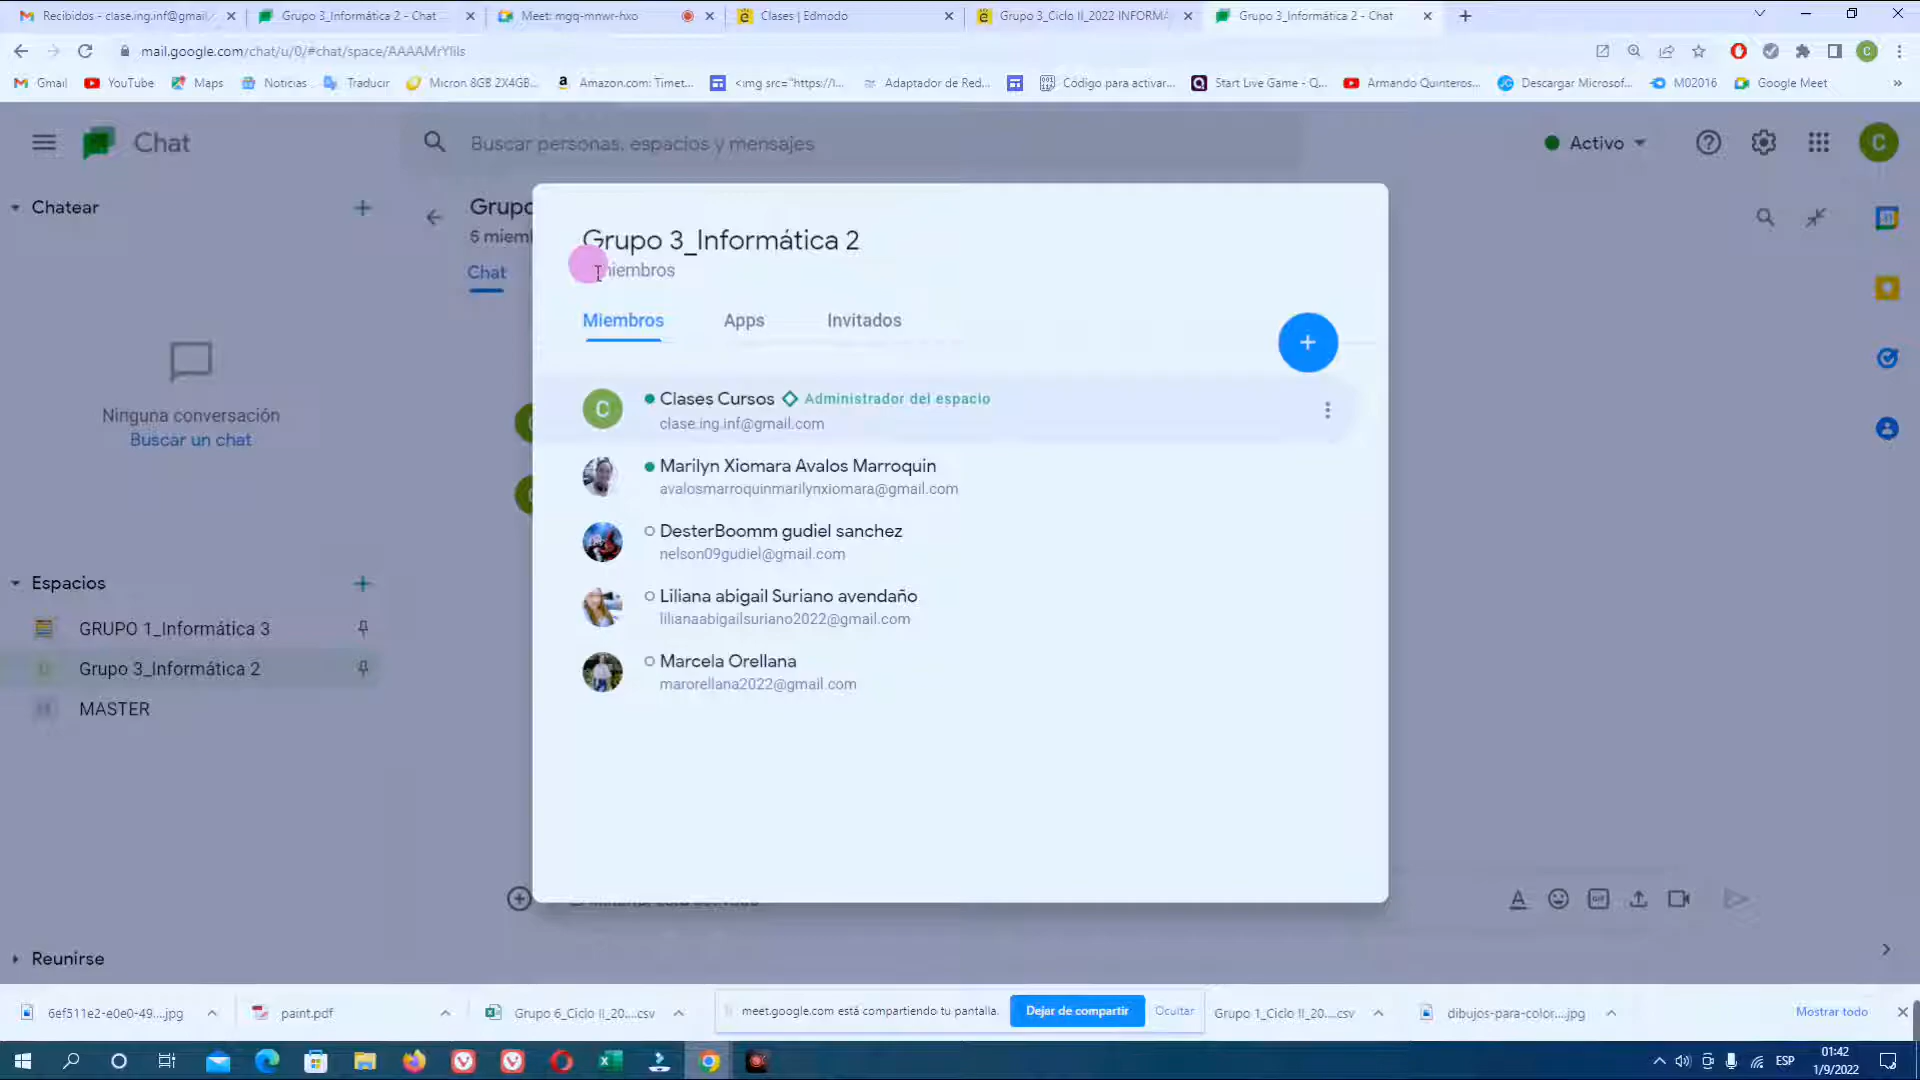 Recibidos - clase.ing.inf@gmail.
Grupo 3_Informática 2 - Chat
Meet: mgq-mnwr-hxo
Clases | Edmodo
Grupo 3_Ciclo II_2022 INFORMA
Grupo 3_Informática 2 - Chat
mail.google.com/chat/u/0/#chat/space/AAAAMrYIils
Gmail
YouTube
Maps
Noticias
Traducir
Micron 8GB 2X4GB...
Amazon.com: Timet...
<img src="https://l...
Adaptador de Red...
Código para activar...
Start Live Game - Q...
Armando Quinteros...
Descargar Microsof...
M02016
Google Meet
Chat
Buscar personas, espacios y mensajes
Activo
C
Chatear
Grupo
Chat
Ninguna conversación
Buscar un chat
Espacios
GRUPO 1_Informática 3
Grupo 3_Informática 2
MASTER
Reunirse
Grupo 3_Informática 2
miembros
Miembros
Apps
Invitados
C
Clases Cursos
Administrador del espacio
clase.ing.inf@gmail.com
Marilyn Xiomara Avalos Marroquin
avalosmarroquinmarilynxiomara@gmail.com
DesterBoomm gudiel sanchez
nelson09gudiel@gmail.com
Liliana abigail Suriano avendaño
lilianaabigailsuriano2022@gmail.com
Marcela Orellana
marorellana2022@gmail.com
GIF
6ef511e2-e0e0-49....jpg
paint.pdf
Grupo 6_Ciclo II_20....csv
meet.google.com está compartiendo tu pantalla.
Dejar de compartir
Ocultar
Grupo 1_Ciclo II_20....csv
dibujos-para-color....jpg
Mostrar todo
ESP
01:42
1/9/2022